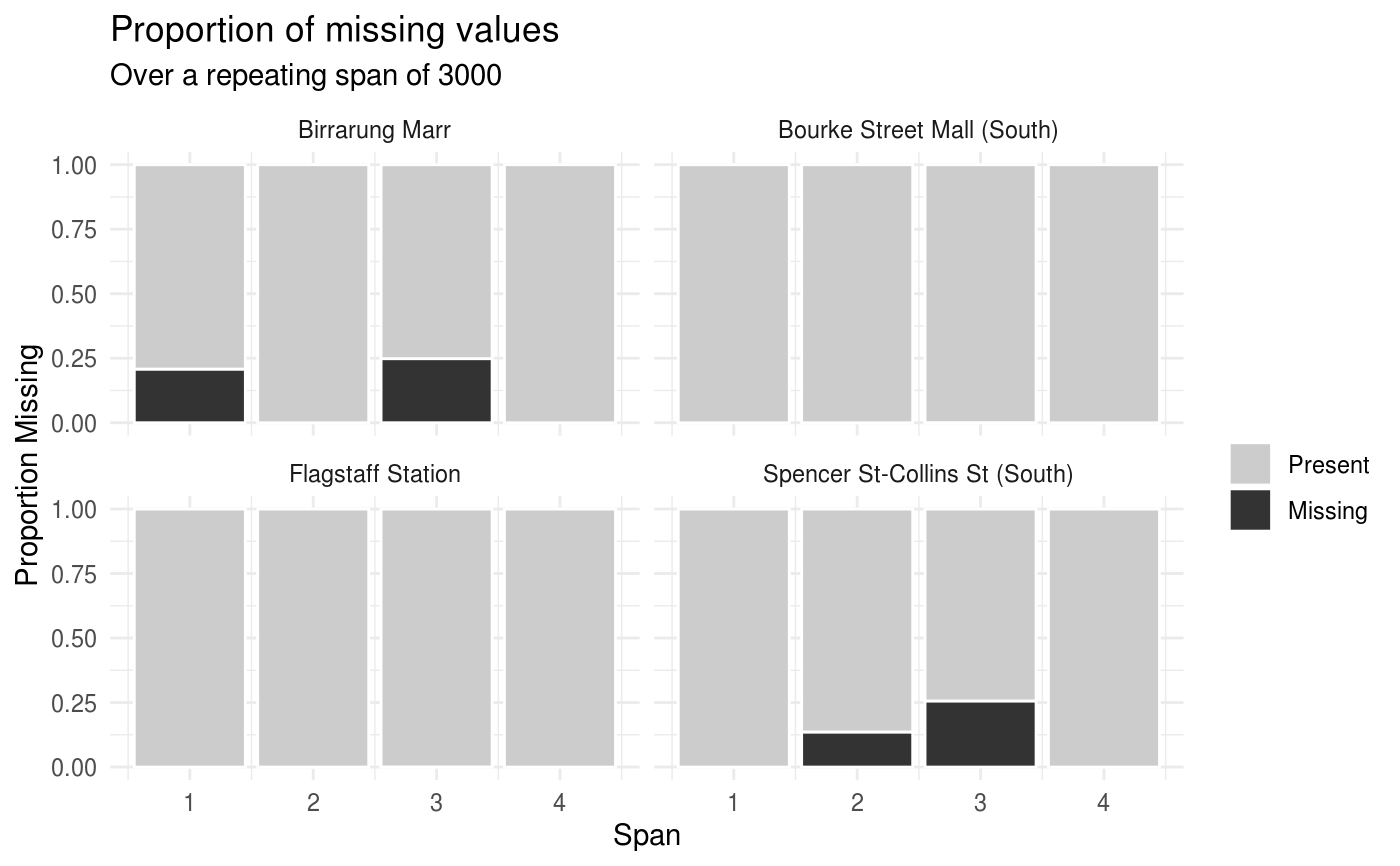 Proportion of missing values
Over a repeating span of 3000
Birrarung Marr
Bourke Street Mall (South)
1.00
0.75
0.50
0.25
0.00
Flagstaff Station
Spencer St-Collins St (South)
1.00
0.75
0.50
0.25
0.00
1 2 3 4
1 2 3 4
Span
Proportion Missing
Present
Missing